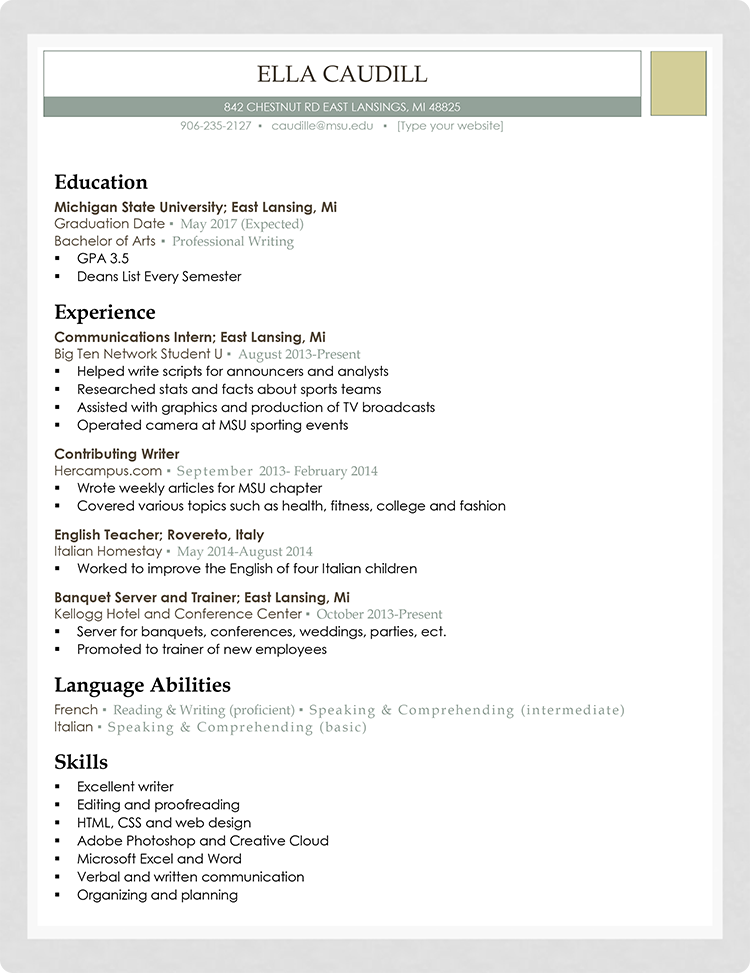 ELLA CAUDILL
842 CHESTNUT RD EAST LANSINGS, MI 48825
906-235-2127 • caudille@msu.edu • [Type your website]
Education
Michigan State University; East Lansing, Mi
Graduation Date ▪ May 2017 (Expected)
Bachelor of Arts ▪ Professional Writing
▪ GPA 3.5
▪ Deans List Every Semester
Experience
Communications Intern; East Lansing, Mi
Big Ten Network Student U ▪ August 2013-Present
▪ Helped write scripts for announcers and analysts
▪ Researched stats and facts about sports teams
▪ Assisted with graphics and production of TV broadcasts
▪ Operated camera at MSU sporting events
Contributing Writer
Hercampus.com ▪ September 2013- February 2014
▪ Wrote weekly articles for MSU chapter
▪ Covered various topics such as health, fitness, college and fashion
English Teacher; Rovereto, Italy
Italian Homestay ▪ May 2014-August 2014
▪ Worked to improve the English of four Italian children
Banquet Server and Trainer; East Lansing, Mi
Kellogg Hotel and Conference Center ▪ October 2013-Present
▪ Server for banquets, conferences, weddings, parties, ect.
▪ Promoted to trainer of new employees
Language Abilities
French ▪ Reading & Writing (proficient) ▪ Speaking & Comprehending (intermediate)
Italian ▪ Speaking & Comprehending (basic)
Skills
▪ Excellent writer
▪ Editing and proofreading
▪ HTML, CSS and web design
▪ Adobe Photoshop and Creative Cloud
▪ Microsoft Excel and Word
▪ Verbal and written communication
▪ Organizing and planning